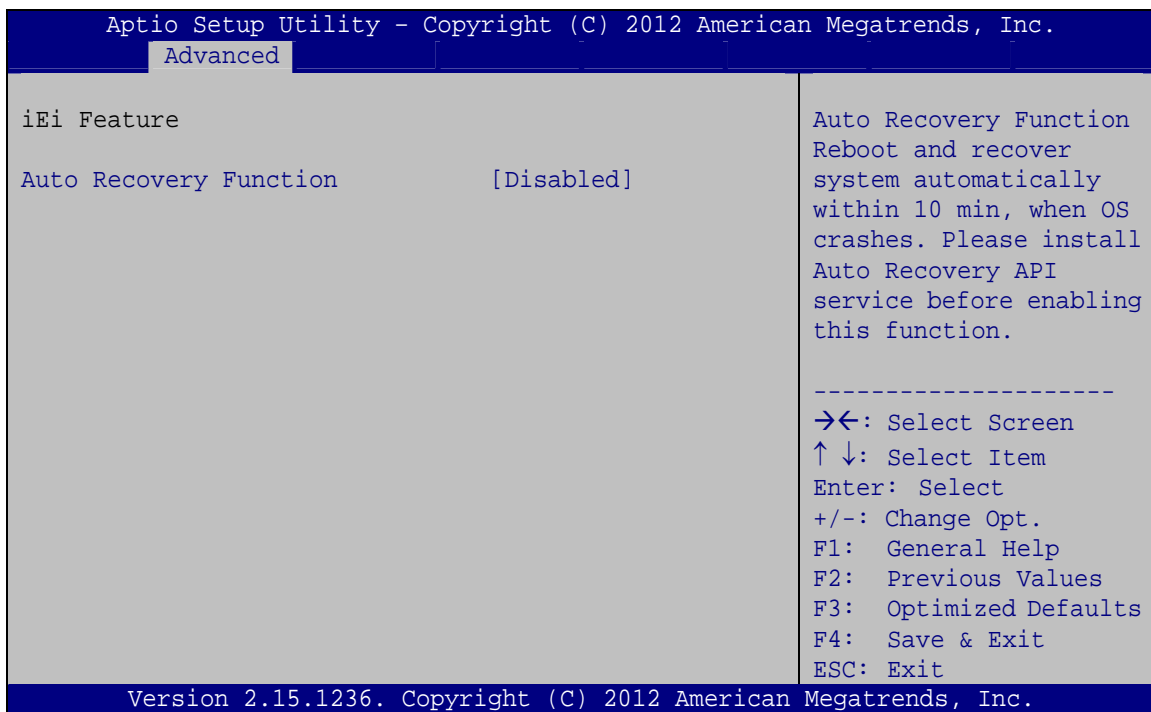 Aptio Setup Utility – Copyright (C) 2012 American Megatrends, Inc.
Advanced
iEi Feature
Auto Recovery Function [Disabled]
Auto Recovery Function
Reboot and recover
system automatically
within 10 min, when OS
crashes. Please install
Auto Recovery API
service before enabling
this function.
---------------------
→←: Select Screen
↑ ↓: Select Item
Enter: Select
+/-: Change Opt.
F1: General Help
F2: Previous Values
F3: Optimized Defaults
F4: Save & Exit
ESC: Exit
Version 2.15.1236. Copyright (C) 2012 American Megatrends, Inc.